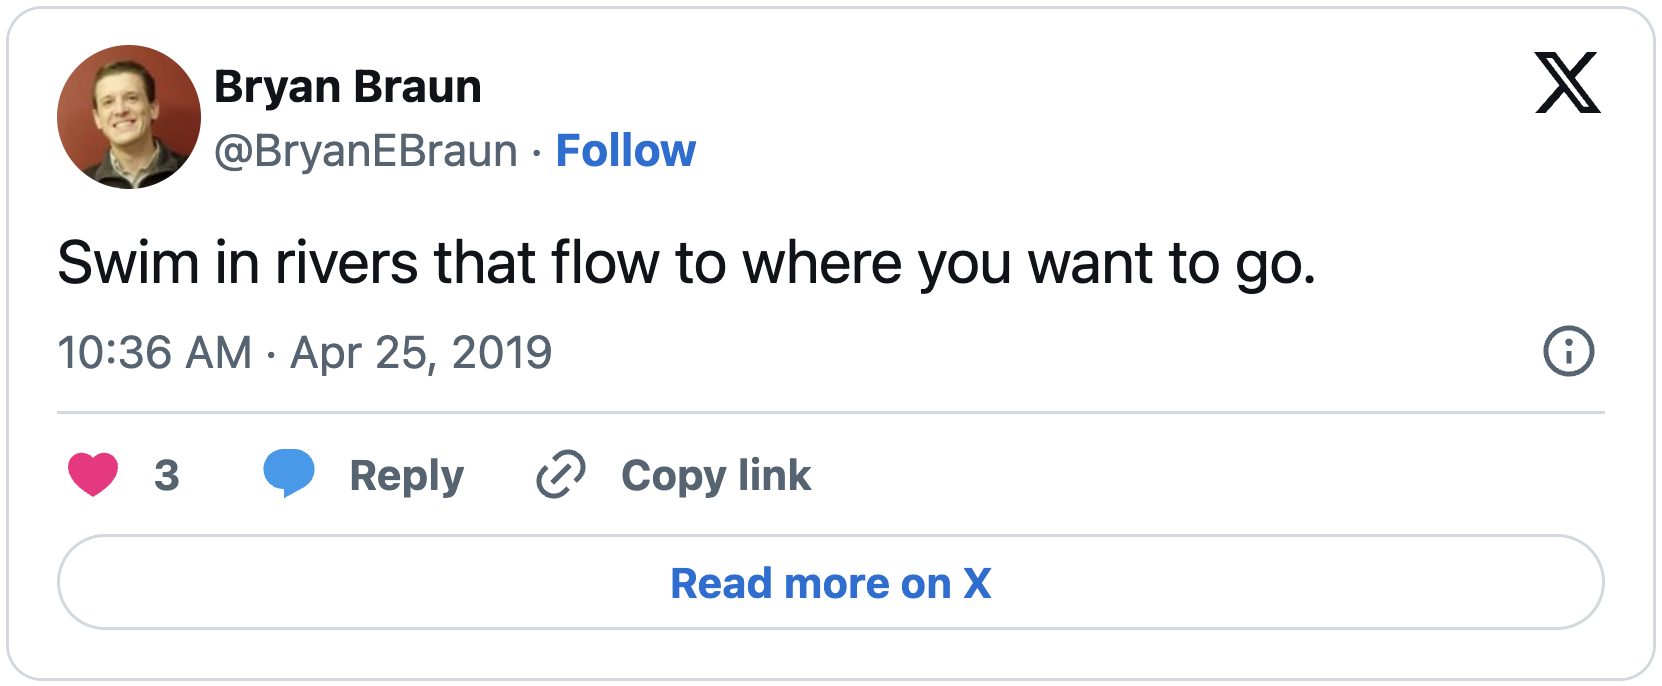 Bryan Braun
@BryanEBraun · Follow
Swim in rivers that flow to where you want to go.
10:36 AM · Apr 25, 2019
3 Reply Copy link
Read more on X